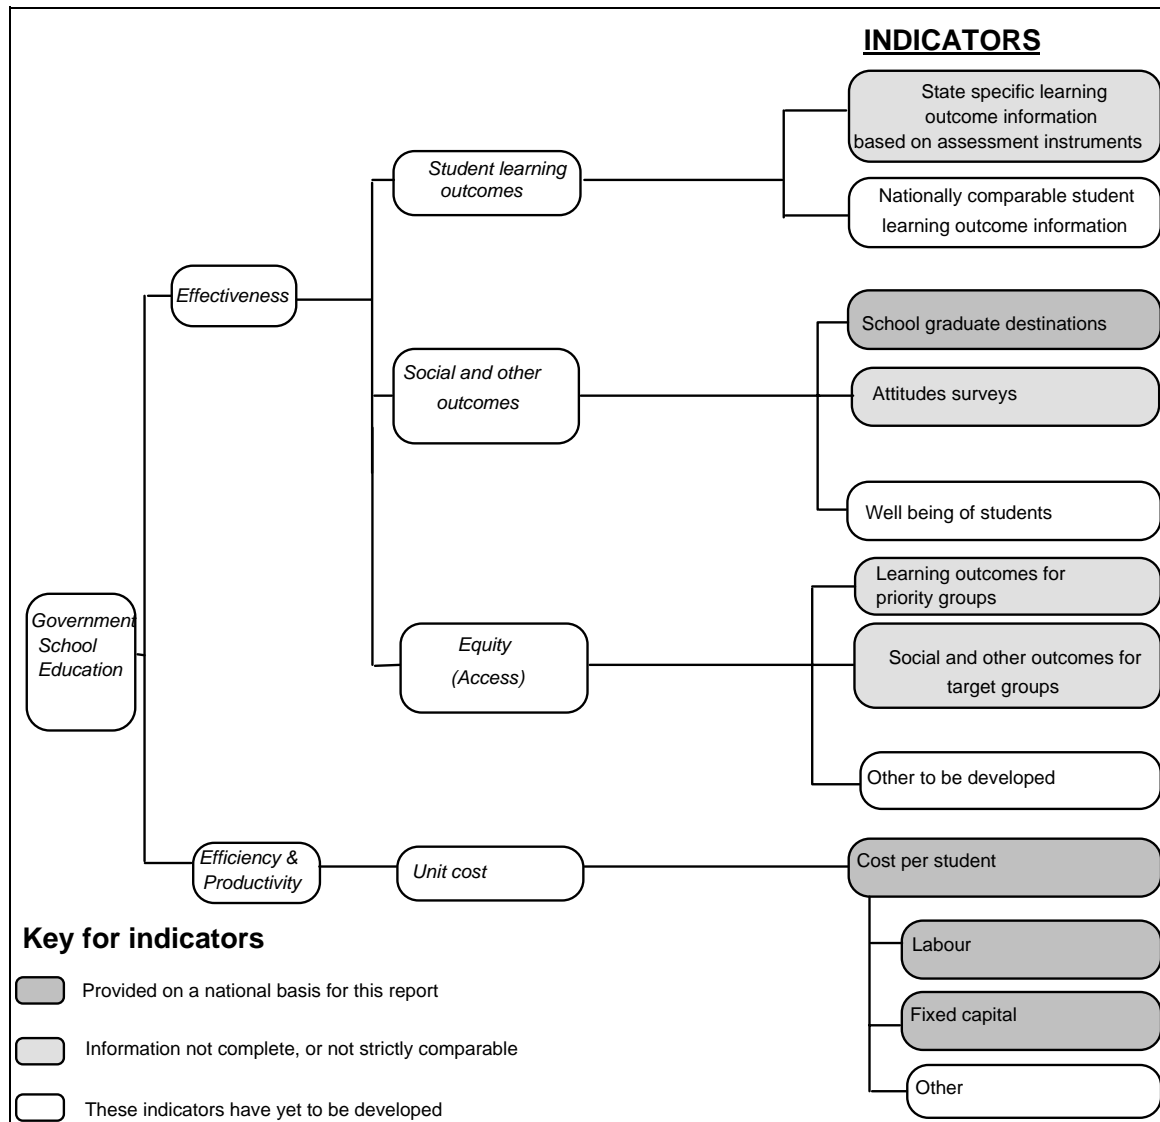 INDICATORS
State specific learning
outcome information
based on assessment instruments
Student learning
outcomes
Nationally comparable student
learning outcome information
Effectiveness
School graduate destinations
Social and other
outcomes
Attitudes surveys
Well being of students
Learning outcomes for
priority groups
Government
School
Education
Equity
(Access)
Social and other outcomes for
target groups
Other to be developed
Efficiency &
Productivity
Unit cost
Cost per student
Labour
Fixed capital
Other
Key for indicators
Provided on a national basis for this report
Information not complete, or not strictly comparable
These indicators have yet to be developed